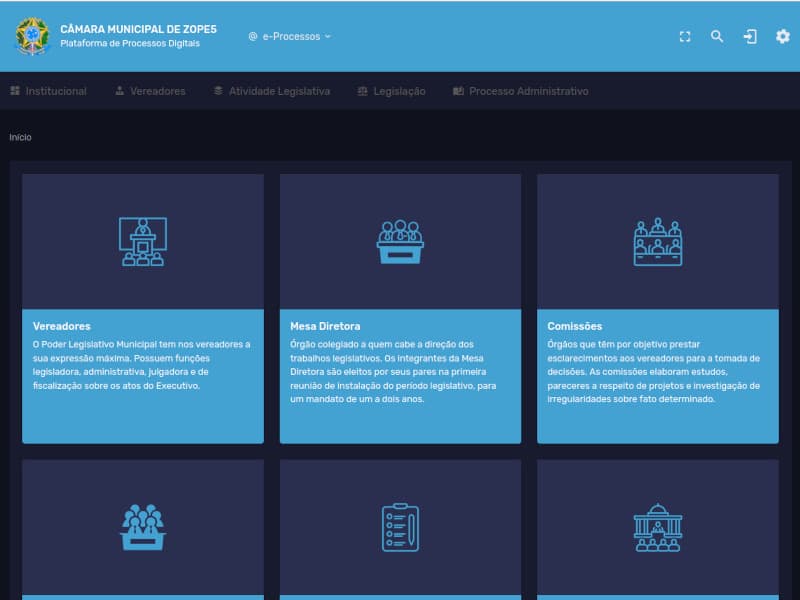 CÂMARA MUNICIPAL DE ZOPE5
Plataforma de Processos Digitais
@ e-Processos
Institucional
Vereadores
Atividade Legislativa
Legislação
Processo Administrativo
Início
Vereadores
O Poder Legislativo Municipal tem nos vereadores a
sua expressão máxima. Possuem funções
legisladora, administrativa, julgadora e de
fiscalização sobre os atos do Executivo.
Mesa Diretora
Órgão colegiado a quem cabe a direção dos
trabalhos legislativos. Os integrantes da Mesa
Diretora são eleitos por seus pares na primeira
reunião de instalação do período legislativo, para
um mandato de um a dois anos.
Comissões
Órgãos que têm por objetivo prestar
esclarecimentos aos vereadores para a tomada de
decisões. As comissões elaboram estudos,
pareceres a respeito de projetos e investigação de
irregularidades sobre fato determinado.